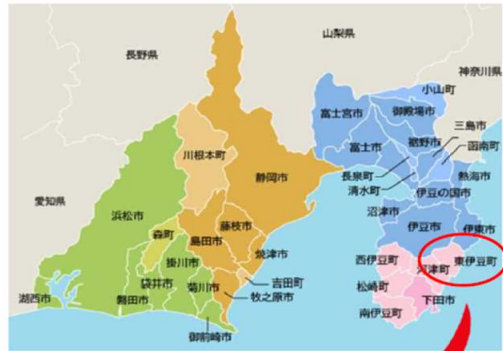 山梨県
長野県
神奈川県
小山町
富士宮市
御殿場市
三島市
裾野市
富士市
函南町
川根本町
長泉町
静岡市
熱海市
清水町
伊豆の国市
愛知県
浜松市
沼津市
藤枝市
伊豆市
伊東市
森町
島田市
西伊豆町
東伊豆町
焼津市
掛川市
河津町
吉田町
袋井市
松崎町
湖西市
磐田市
菊川市
牧之原市
下田市
南伊豆町
御前崎市